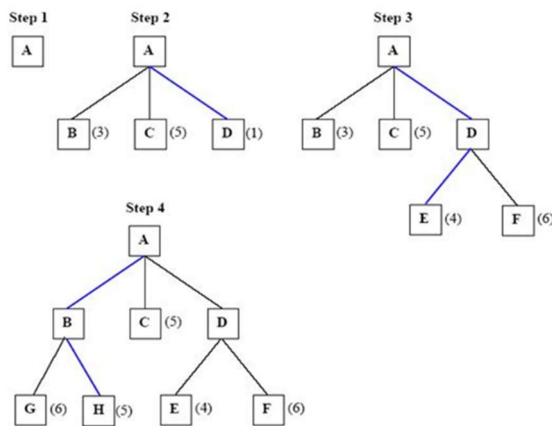 Step 1
A
Step 2
A
B (3) C (5) D (1)
Step 3
A
B (3) C (5) D
E (4) F (6)
Step 4
A
B C (5) D
G (6) H (5) E (4) F (6)